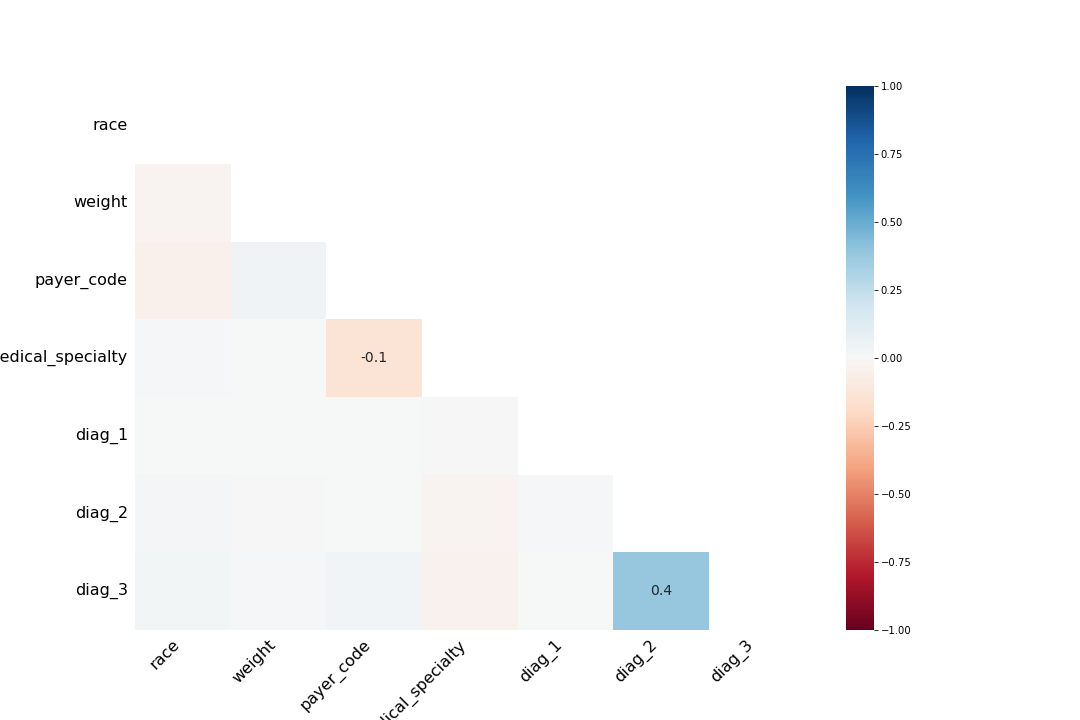 race
weight
payer_code
edical_specialty
diag_1
diag_2
diag_3
-0.1
0.4
race
weight
payer_code
dical_specialty
diag_1
diag_2
diag_3
1.00
0.75
0.50
0.25
0.00
−0.25
−0.50
−0.75
−1.00